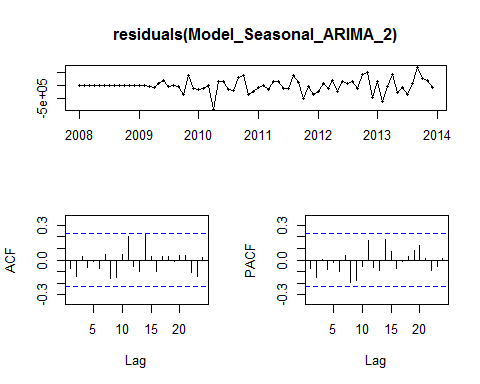 residuals(Model_Seasonal_ARIMA_2)
-5e+05
2008 2009 2010 2011 2012 2013 2014
ACF
0.3
0.0
-0.3
5 10 15 20
Lag
PACF
0.3
0.0
-0.3
5 10 15 20
Lag